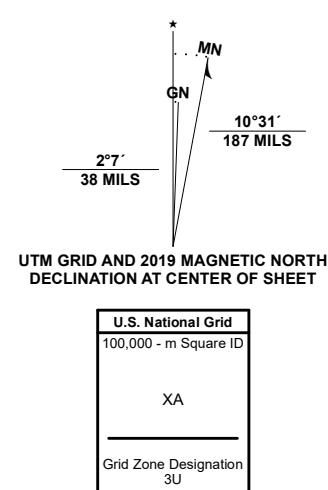 ★
MN
GN
10°31´
187 MILS
2°7´
38 MILS
UTM GRID AND 2019 MAGNETIC NORTH
DECLINATION AT CENTER OF SHEET
U.S. National Grid
100,000 - m Square ID
XA
Grid Zone Designation
3U